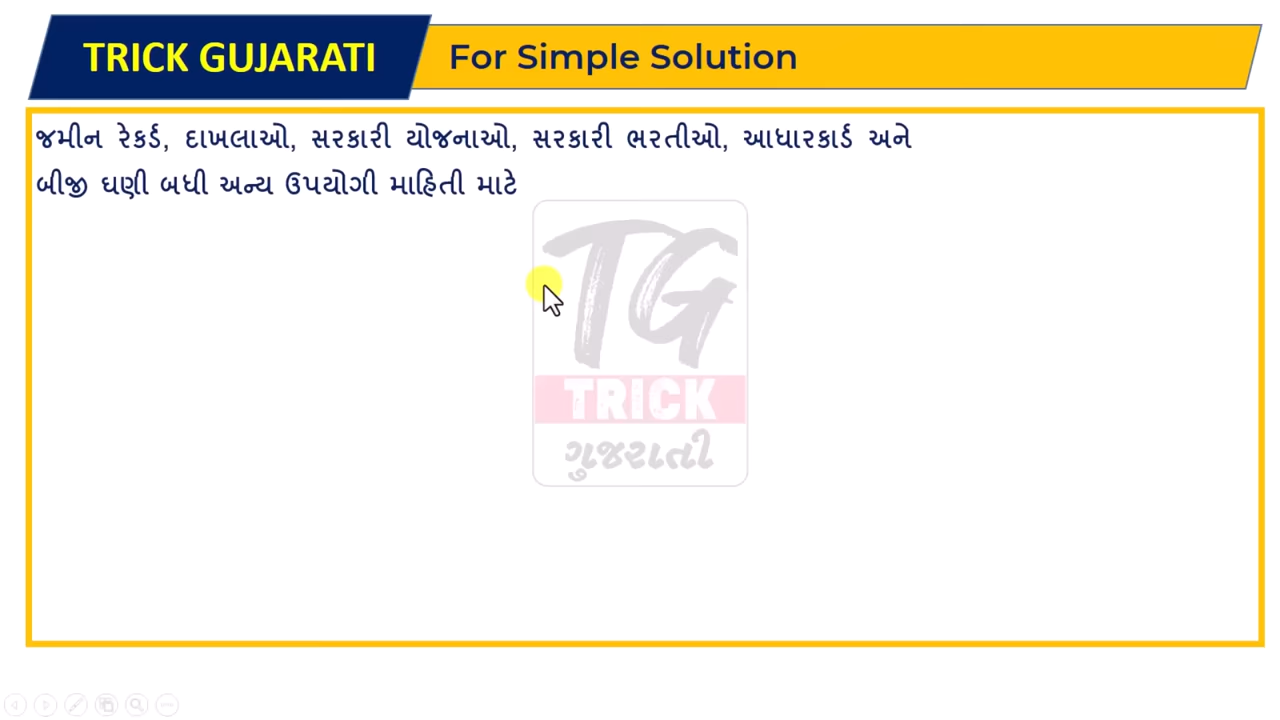 TRICK GUJARATI
For Simple Solution
જમીન રેકર્ડ, દાખલાઓ, સરકારી યોજનાઓ, સરકારી ભરતીઓ, આધારકાર્ડ અને
બીજી ઘણી બધી અન્ય ઉપયોગી માહિતી માટે
TG
TRICK
ગુજરાતી